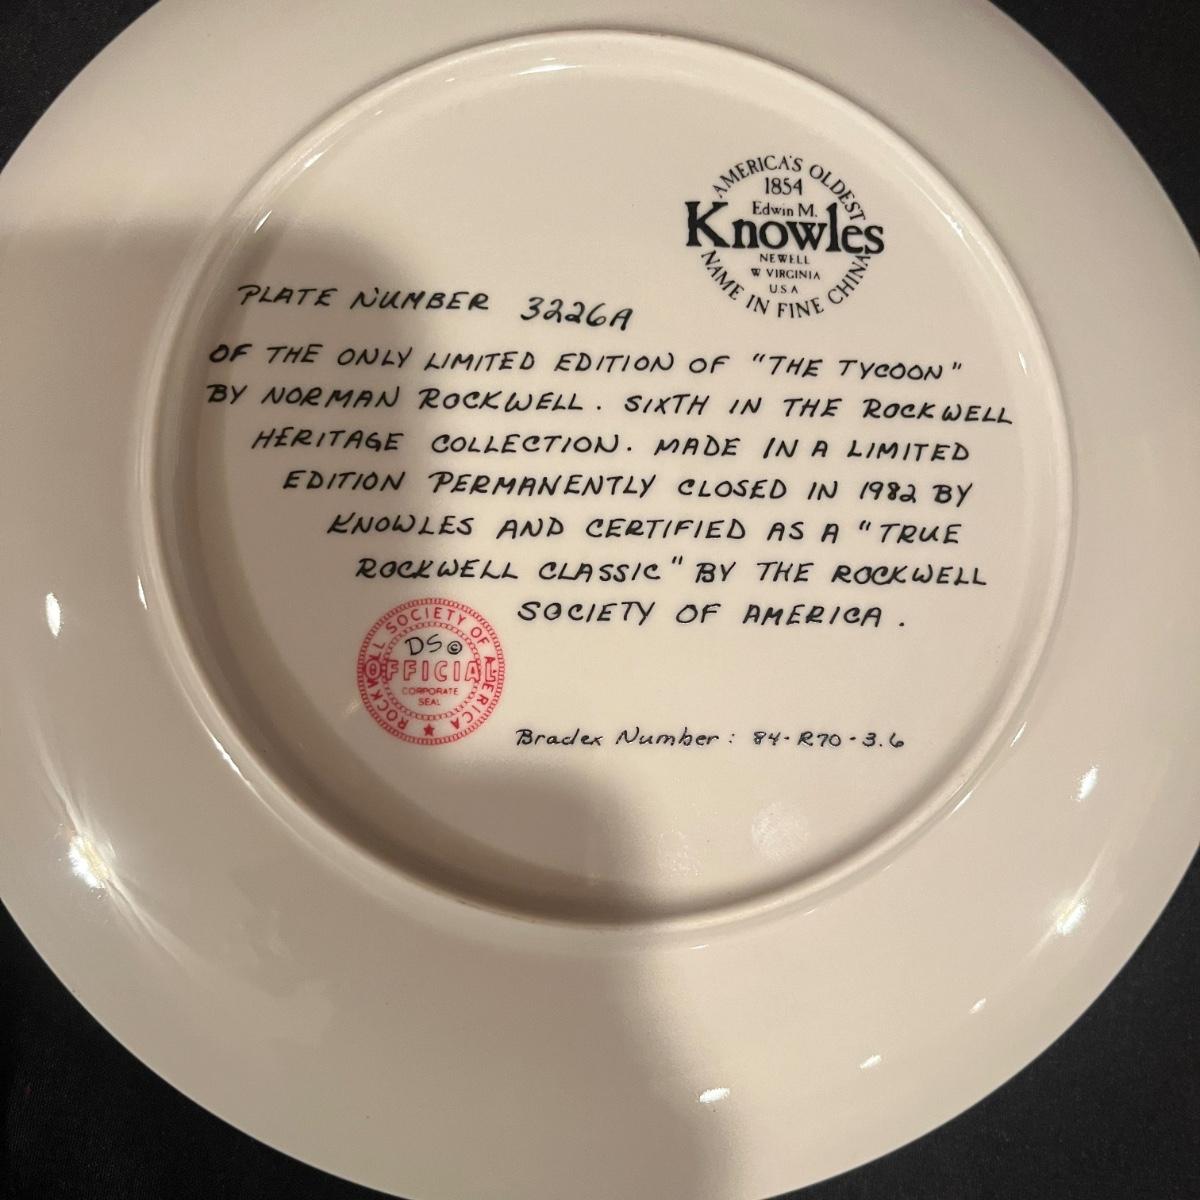 AMERICA'S OLDEST
1854
Edwin M.
Knowles
NEWELL
W VIRGINIA
U.S.A
NAME IN FINE CHINA
PLATE NUMBER 3226A
OF THE ONLY LIMITED EDITION OF "THE TYCOON"
BY NORMAN ROCKWELL. SIXTH IN THE ROCKWELL
HERITAGE COLLECTION. MADE IN A LIMITED
EDITION PERMANENTLY CLOSED IN 1982 BY
KNOWLES AND CERTIFIED AS A "TRUE
ROCKWELL CLASSIC" BY THE ROCKWELL
SOCIETY OF AMERICA.
ROCKWELL SOCIETY OF AMERICA
DS©
OFFICIAL
CORPORATE
SEAL
Bradex Number: 84-R70-3.6